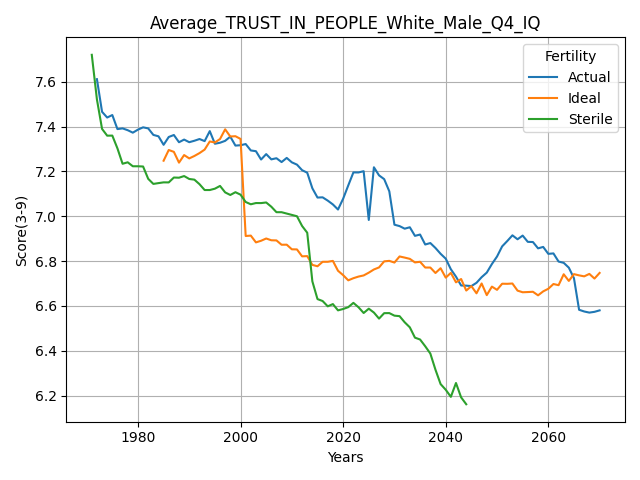 Average_TRUST_IN_PEOPLE_White_Male_Q4_IQ
Fertility
Actual
Ideal
Sterile
Score(3-9)
7.6
7.4
7.2
7.0
6.8
6.6
6.4
6.2
1980 2000 2020 2040 2060
Years